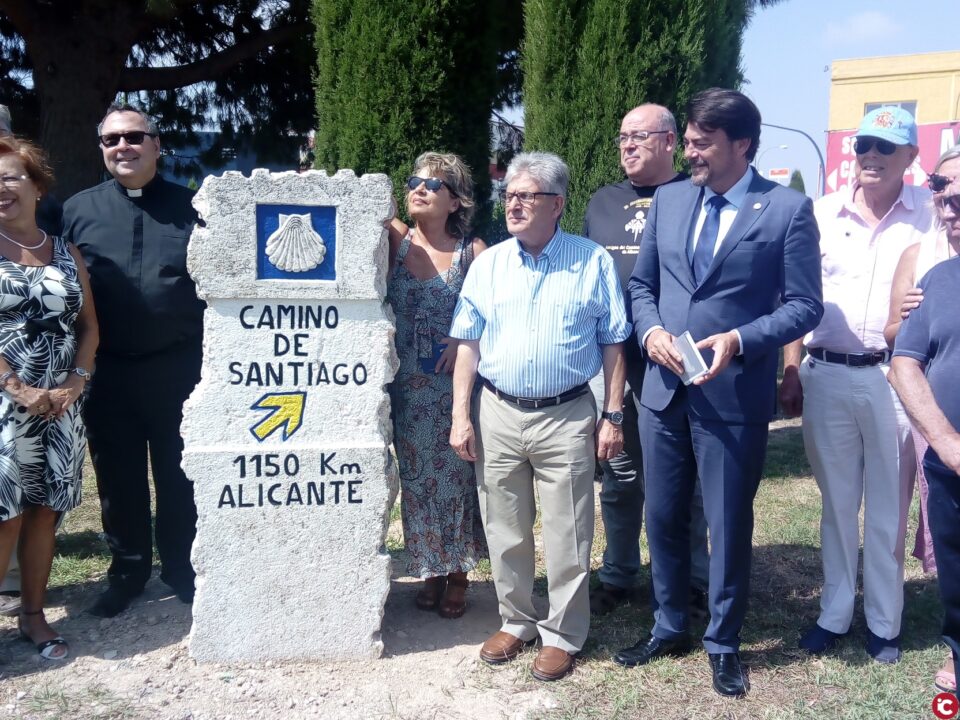 CAMINO
DE
SANTIAGO
1150 Km
ALICANTE